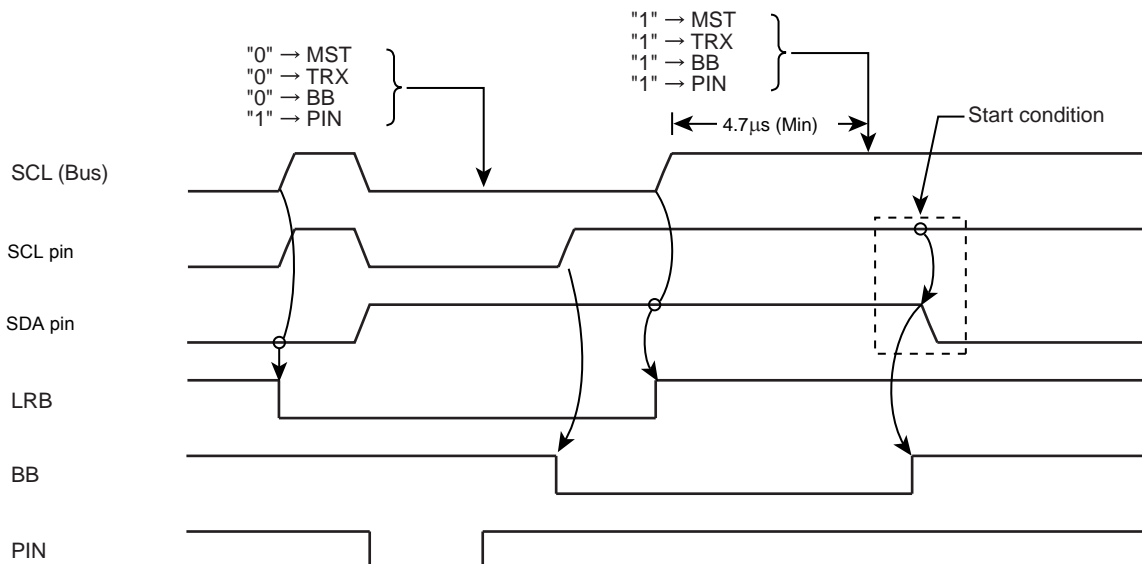 "0" → MST
"0" → TRX
"0" → BB
"1" → PIN
"1" → MST
"1" → TRX
"1" → BB
"1" → PIN
4.7μs (Min)
Start condition
SCL (Bus)
SCL pin
SDA pin
LRB
BB
PIN